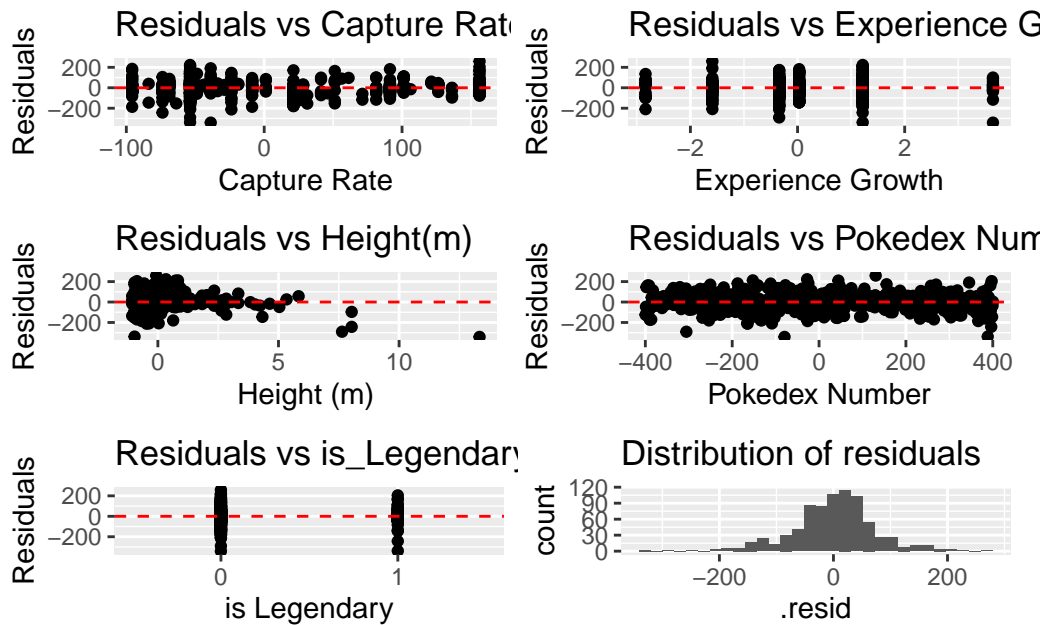 Residuals vs Capture Rate
Residuals
200
0
−200
−100 0 100
Capture Rate
Residuals vs Experience G
Residuals
200
0
−200
−2 0 2
Experience Growth
Residuals vs Height(m)
Residuals
200
0
−200
0 5 10
Height (m)
Residuals vs Pokedex Num
Residuals
200
0
−200
−400 −200 0 200 400
Pokedex Number
Residuals vs is_Legendary
Residuals
200
0
−200
0 1
is Legendary
Distribution of residuals
count
120
90
60
30
0
−200 0 200
.resid